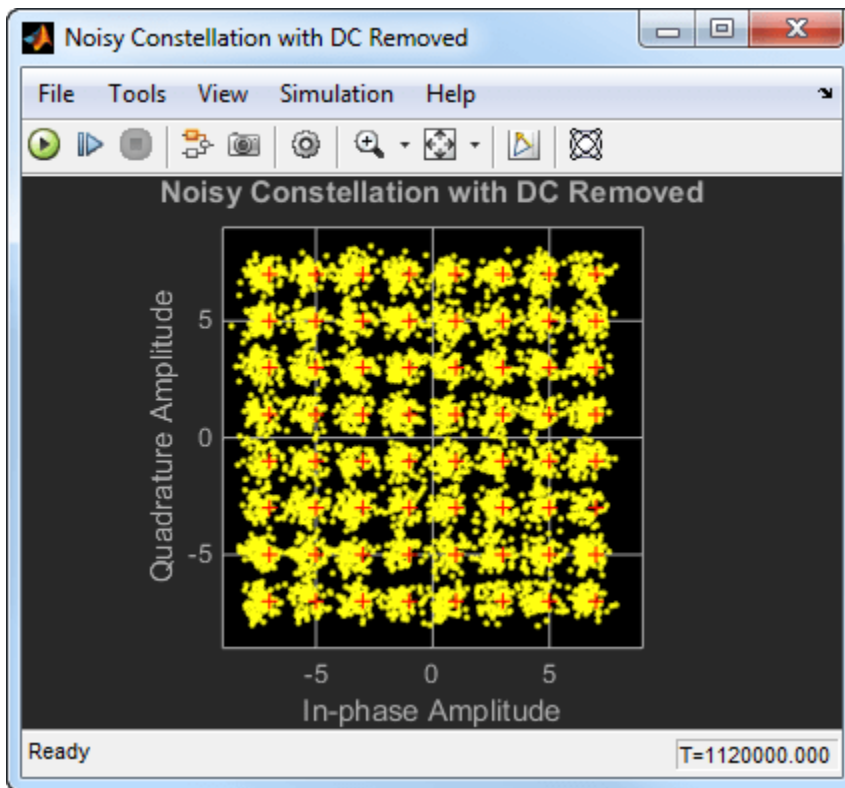 Noisy Constellation with DC Removed
File Tools View Simulation Help
Noisy Constellation with DC Removed
Quadrature Amplitude
5
0
-5
-5 0 5
In-phase Amplitude
Ready T=1120000.000